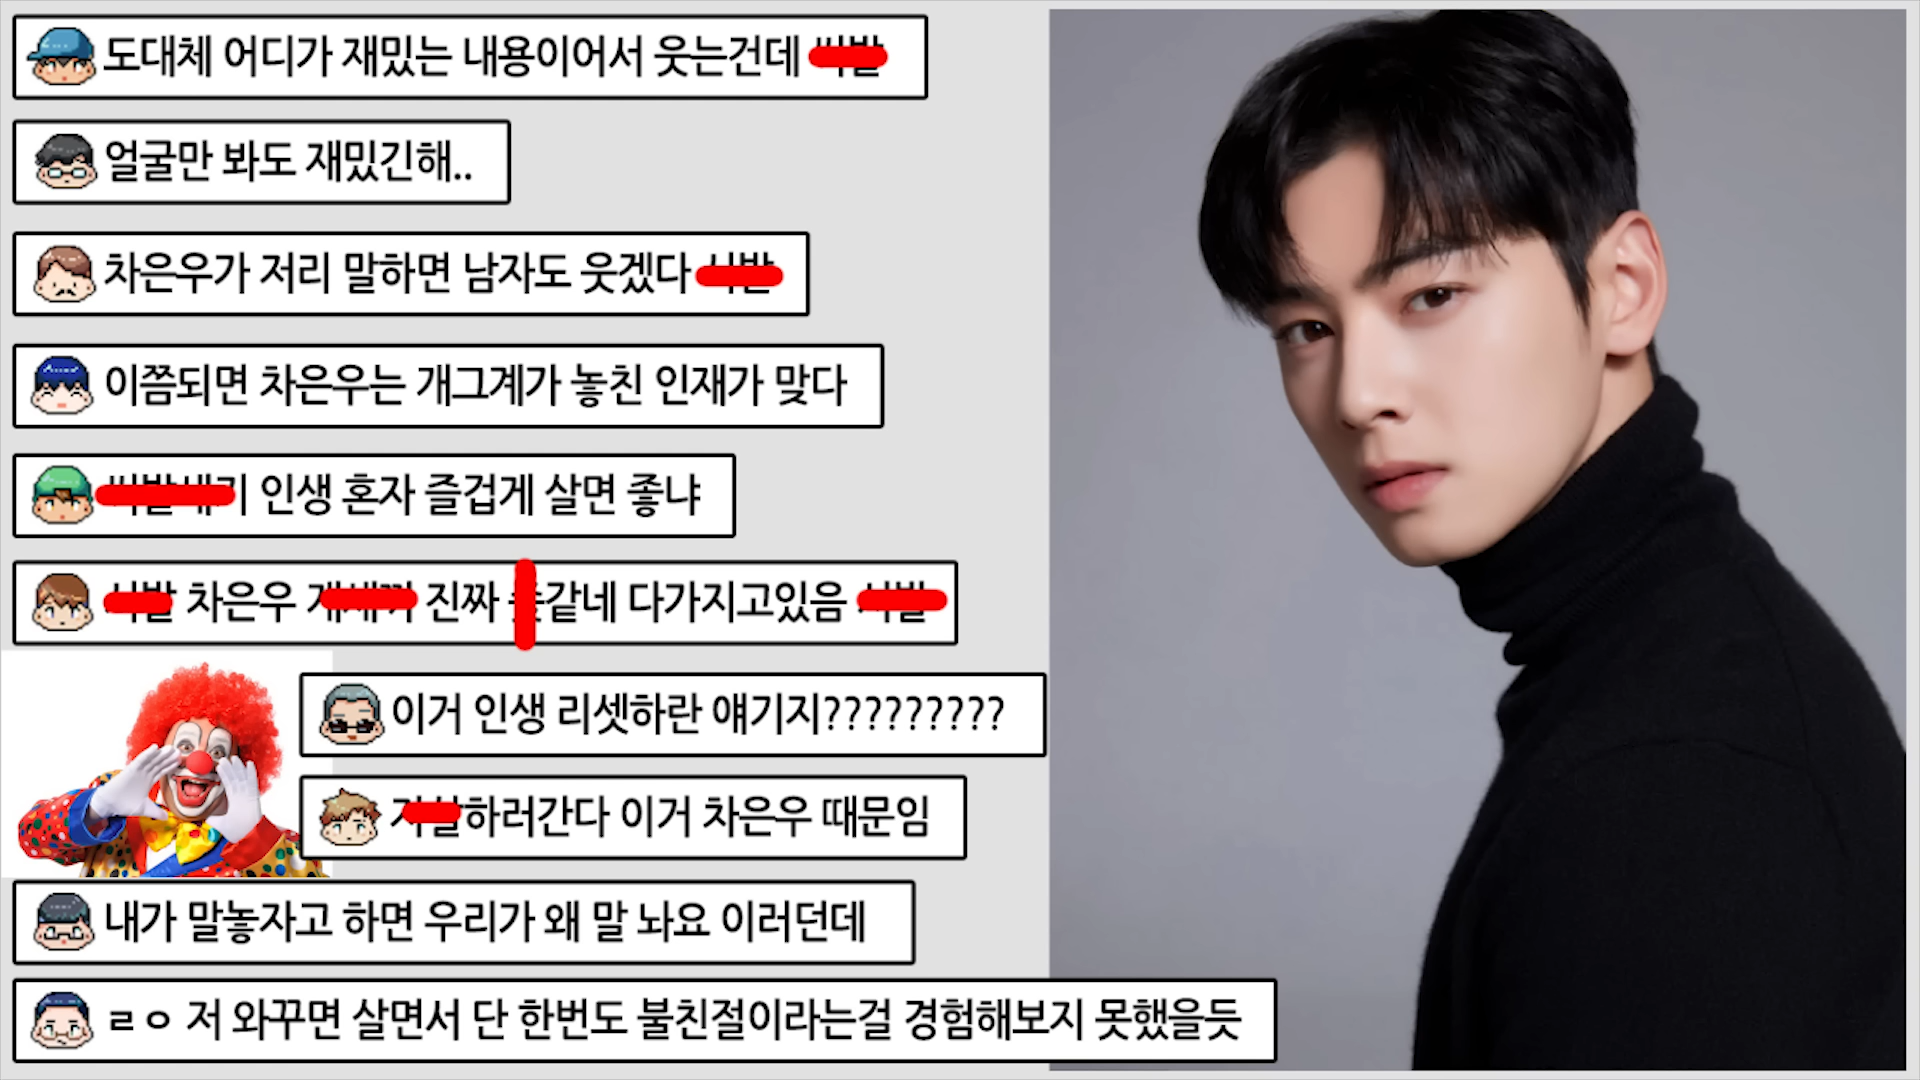 도대체 어디가 재밌는 내용이어서 웃는건데
얼굴만 봐도 재밌긴해..
차은우가 저리 말하면 남자도 웃겠다
이쯤되면 차은우는 개그계가 놓친 인재가 맞다
인생 혼자 즐겁게 살면 좋냐
차은우 진짜 같네 다가지고있음
이거 인생 리셋하란 얘기지?????????
하러간다 이거 차은우 때문임
내가 말놓자고 하면 우리가 왜 말 놔요 이러던데
ㄹㅇ 저 와꾸면 살면서 단 한번도 불친절이라는걸 경험해보지 못했을듯